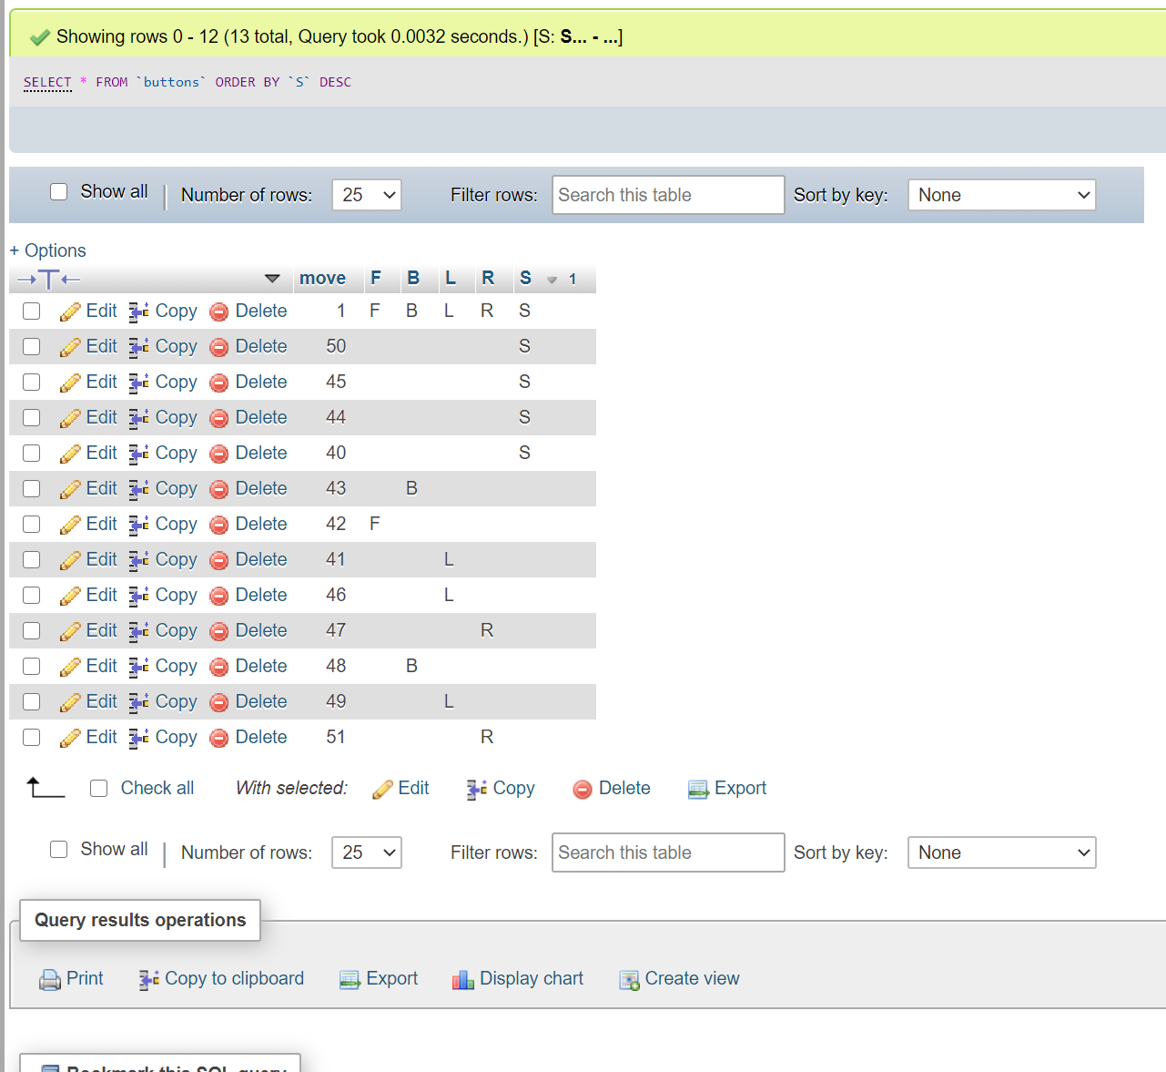 Showing rows 0 - 12 (13 total, Query took 0.0032 seconds.) [S: S... - ...]
SELECT * FROM `buttons` ORDER BY `S` DESC
Show all | Number of rows: 25 Filter rows: Search this table Sort by key: None
+ Options
move F B L R S 1
Edit Copy Delete 1 F B L R S
Edit Copy Delete 50 S
Edit Copy Delete 45 S
Edit Copy Delete 44 S
Edit Copy Delete 40 S
Edit Copy Delete 43 B
Edit Copy Delete 42 F
Edit Copy Delete 41 L
Edit Copy Delete 46 L
Edit Copy Delete 47 R
Edit Copy Delete 48 B
Edit Copy Delete 49 L
Edit Copy Delete 51 R
Check all With selected: Edit Copy Delete Export
Show all | Number of rows: 25 Filter rows: Search this table Sort by key: None
Query results operations
Print Copy to clipboard Export Display chart Create view
Bookmark this SQL query